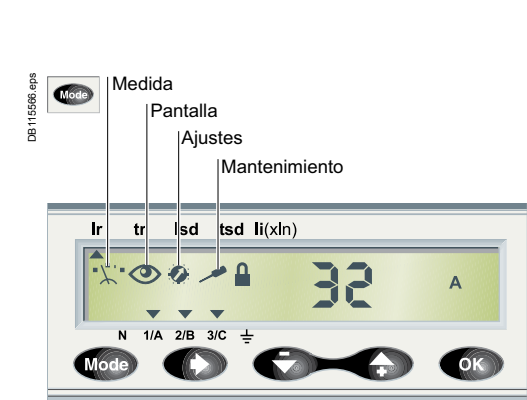 DB115566.eps
Mode
Medida
Pantalla
Ajustes
Mantenimiento
Ir tr Isd tsd Ii(xIn)
32 A
N 1/A 2/B 3/C
Mode OK